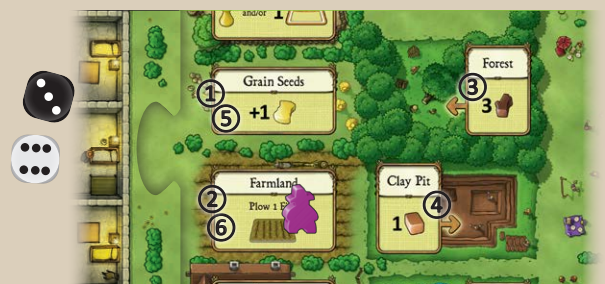 and/or 1
Grain Seeds
1
5 +1
Forest
3
3
Farmland
2
Plow 1
6
Clay Pit
1
4